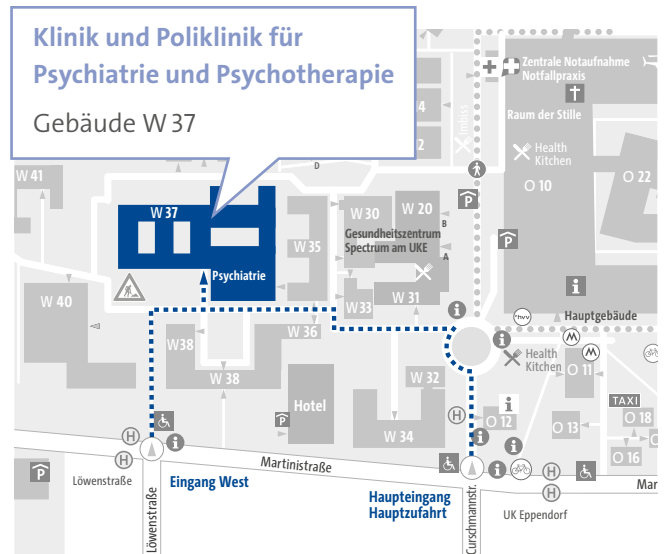 Klinik und Poliklinik für
Psychiatrie und Psychotherapie
Gebäude W 37
Zentrale Notaufnahme
Notfallpraxis
Raum der Stille
Imbiss
Health
Kitchen
O 10
O 22
W 41
D
W 37
W 30
W 20
B
W 35
Gesundheitszentrum
Spectrum am UKE
A
P
P
Psychiatrie
W 40
W 33
W 31
i
i
hvv
Hauptgebäude
W 36
W38
W 38
i
M
M
Health
Kitchen
O 11
W 32
Hotel
P
H
i
O 12
TAXI
O 18
O 13
O 16
W 34
H
i
i
i
i
H
H
P
Löwenstraße
Eingang West
Martinistraße
Haupteingang
Hauptzufahrt
H
UK Eppendorf
Mar
Löwenstraße
Curschmannstr.